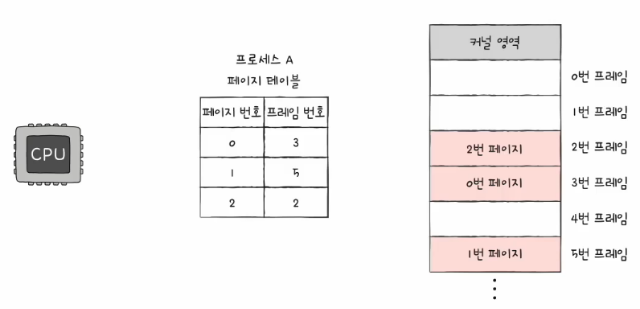 CPU
프로세스 A
페이지 테이블
페이지 번호 프레임 번호
0 3
1 5
2 2
커널 영역
0번 프레임
1번 프레임
2번 페이지 2번 프레임
0번 페이지 3번 프레임
4번 프레임
1번 페이지 5번 프레임